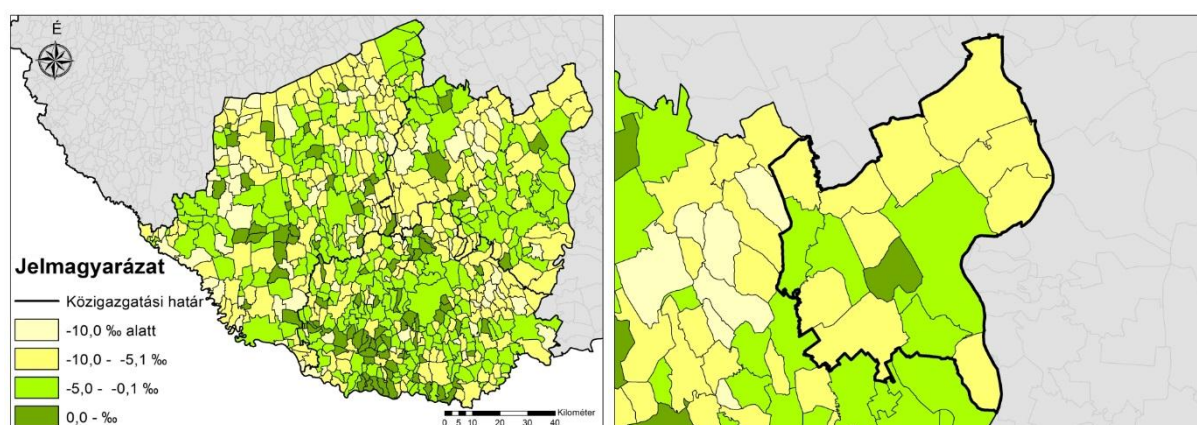 É
Jelmagyarázat
Közigazgatási határ
-10,0 ‰ alatt
-10,0 - -5,1 ‰
-5,0 - -0,1 ‰
0,0 - ‰
Kilométer
0 5 10 20 30 40